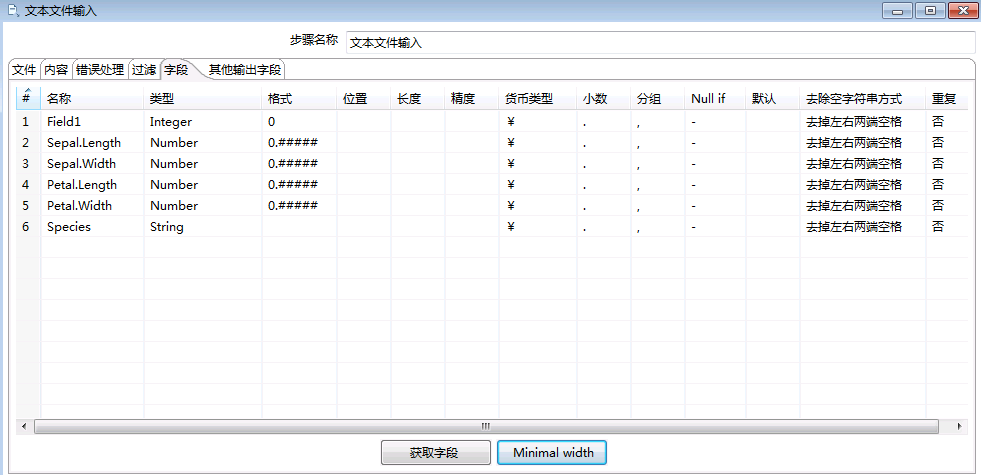 文本文件输入
步骤名称 文本文件输入
文件 内容 错误处理 过滤 字段 其他输出字段
# 名称 类型 格式 位置 长度 精度 货币类型 小数 分组 Null if 默认 去除空字符串方式 重复
1 Field1 Integer 0 ¥ . , - 去掉左右两端空格 否
2 Sepal.Length Number 0.##### ¥ . , - 去掉左右两端空格 否
3 Sepal.Width Number 0.##### ¥ . , - 去掉左右两端空格 否
4 Petal.Length Number 0.##### ¥ . , - 去掉左右两端空格 否
5 Petal.Width Number 0.##### ¥ . , - 去掉左右两端空格 否
6 Species String ¥ . , - 去掉左右两端空格 否
获取字段 Minimal width